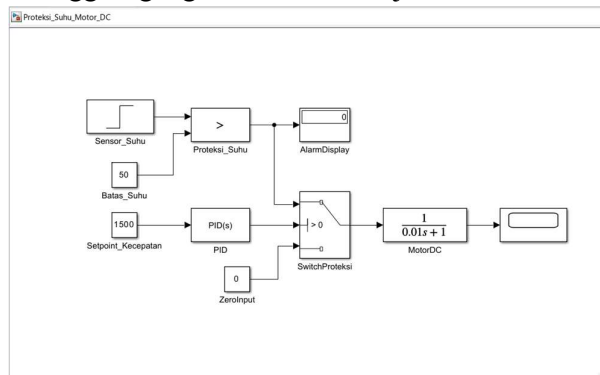 Proteksi_Suhu_Motor_DC
Sensor_Suhu
>
Proteksi_Suhu
0
AlarmDisplay
50
Batas_Suhu
1500
Setpoint_Kecepatan
PID(s)
PID
> 0
SwitchProteksi
0
ZeroInput
1
0.01s + 1
MotorDC